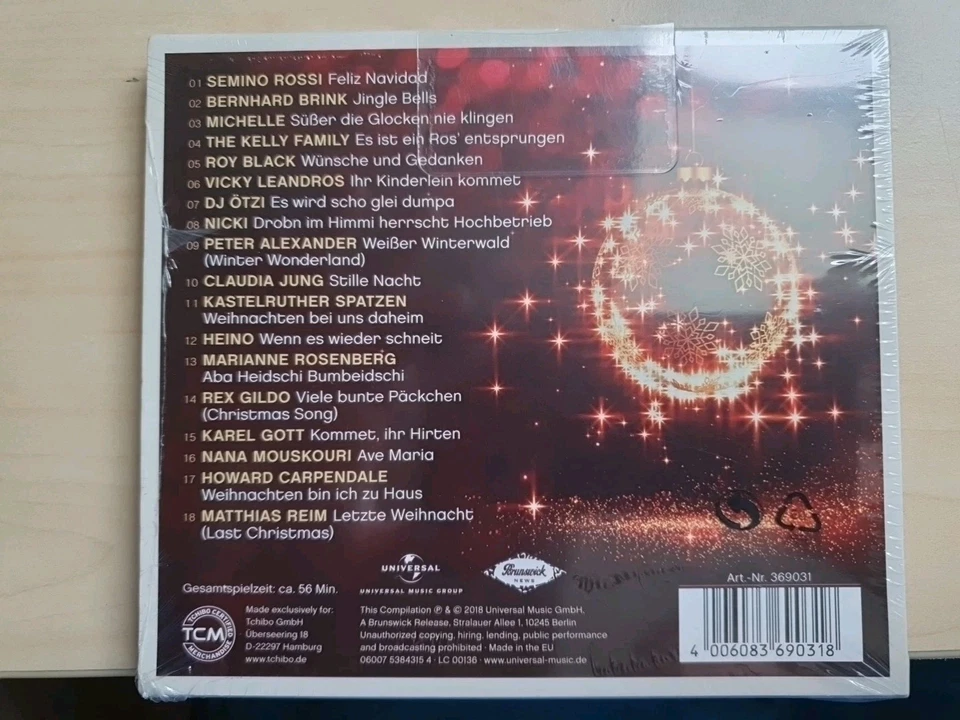 01 SEMINO ROSSI Feliz Navidad
02 BERNHARD BRINK Jingle Bells
03 MICHELLE Süßer die Glocken nie klingen
04 THE KELLY FAMILY Es ist ein Ros' entsprungen
05 ROY BLACK Wünsche und Gedanken
06 VICKY LEANDROS Ihr Kinderlein kommet
07 DJ ÖTZI Es wird scho glei dumpa
08 NICKI Drobn im Himmi herrscht Hochbetrieb
09 PETER ALEXANDER Weißer Winterwald
(Winter Wonderland)
10 CLAUDIA JUNG Stille Nacht
11 KASTELRUTHER SPATZEN
Weihnachten bei uns daheim
12 HEINO Wenn es wieder schneit
13 MARIANNE ROSENBERG
Aba Heidschi Bumbeidschi
14 REX GILDO Viele bunte Päckchen
(Christmas Song)
15 KAREL GOTT Kommet, ihr Hirten
16 NANA MOUSKOURI Ave Maria
17 HOWARD CARPENDALE
Weihnachten bin ich zu Haus
18 MATTHIAS REIM Letzte Weihnacht
(Last Christmas)
Gesamtspielzeit: ca. 56 Min.
UNIVERSAL
UNIVERSAL MUSIC GROUP
Brunswick
NEWS
Art.-Nr. 369031
TCHIBO CERTIFIED
TCM
MERCHANDISE
Made exclusively for:
Tchibo GmbH
Überseering 18
D-22297 Hamburg
www.tchibo.de
This Compilation ℗ & © 2018 Universal Music GmbH,
A Brunswick Release, Stralauer Allee 1, 10245 Berlin
Unauthorized copying, hiring, lending, public performance
and broadcasting prohibited · Made in the EU
06007 5384315 4 · LC 00136 · www.universal-music.de
4 006083 690318